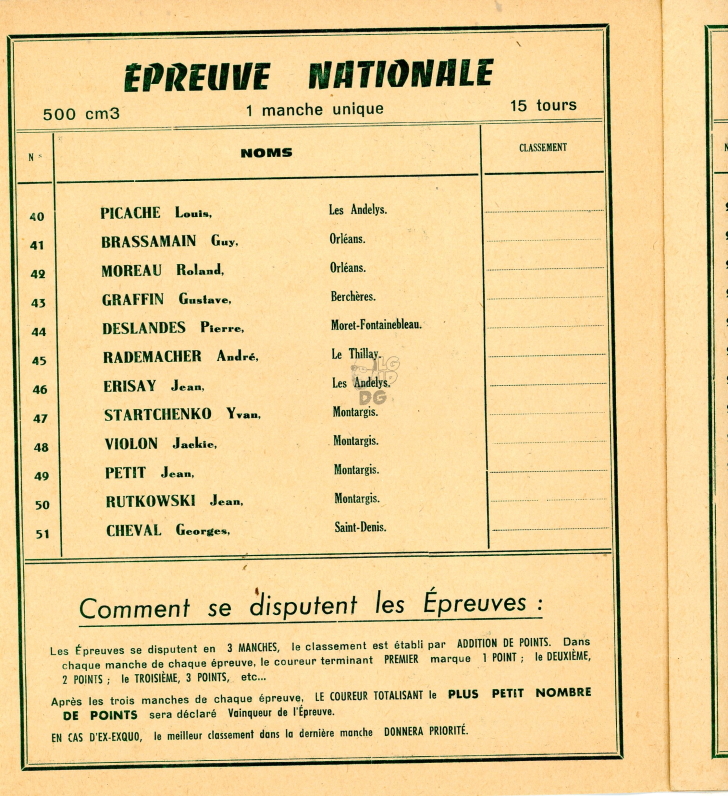 ÉPREUVE NATIONALE
500 cm3 1 manche unique 15 tours
N° NOMS CLASSEMENT
40 PICACHE Louis, Les Andelys.
41 BRASSAMAIN Guy, Orléans.
42 MOREAU Roland, Orléans.
43 GRAFFIN Gustave, Berchères.
44 DESLANDES Pierre, Moret-Fontainebleau.
45 RADEMACHER André, Le Thillay.
46 ERISAY Jean, Les Andelys.
47 STARTCHENKO Yvan, Montargis.
48 VIOLON Jackie, Montargis.
49 PETIT Jean, Montargis.
50 RUTKOWSKI Jean, Montargis.
51 CHEVAL Georges, Saint-Denis.
DG
Comment se disputent les Épreuves :
Les Épreuves se disputent en 3 MANCHES, le classement est établi par ADDITION DE POINTS. Dans
chaque manche de chaque épreuve, le coureur terminant PREMIER marque 1 POINT ; le DEUXIÈME,
2 POINTS ; le TROISIÈME, 3 POINTS, etc...
Après les trois manches de chaque épreuve, LE COUREUR TOTALISANT le PLUS PETIT NOMBRE
DE POINTS sera déclaré Vainqueur de l'Épreuve.
EN CAS D'EX-EXQUO, le meilleur classement dans la dernière manche DONNERA PRIORITÉ.